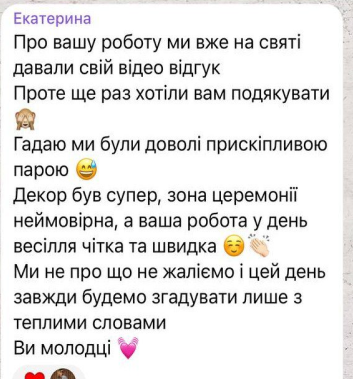 Екатерина
Про вашу роботу ми вже на святі
давали свій відео відгук
Проте ще раз хотіли вам подякувати
🙈
Гадаю ми були доволі прискіпливою
парою 😅
Декор був супер, зона церемонії
неймовірна, а ваша робота у день
весілля чітка та швидка ☺️👏🏻
Ми не про що не жаліємо і цей день
завжди будемо згадувати лише з
теплими словами
Ви молодці 💓